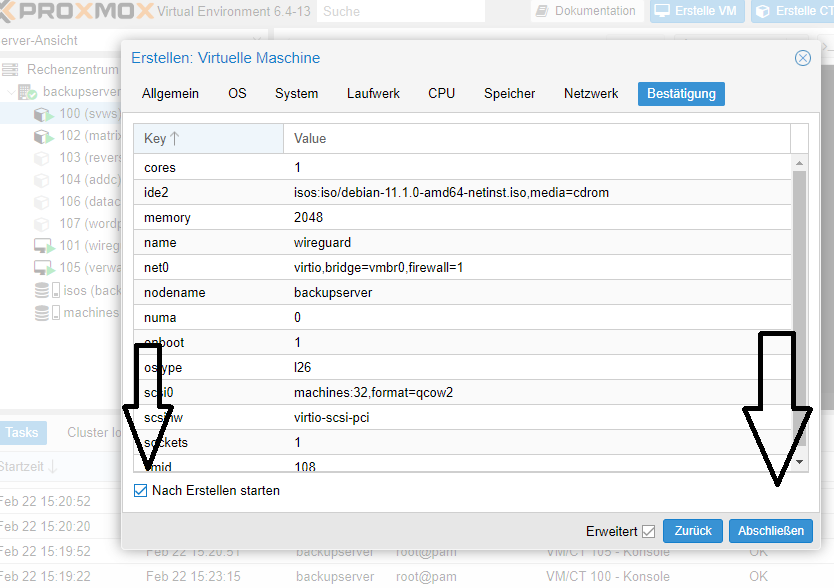 PROXMOX Virtual Environment 6.4-13 Suche Dokumentation Erstelle VM Erstelle CT
erver-Ansicht
Rechenzentrum
backupserver
100 (svws)
102 (matrix
103 (revers
104 (addc)
106 (datac
107 (wordp
101 (wireg
105 (verwa
isos (back
machines
Erstellen: Virtuelle Maschine
Allgemein OS System Laufwerk CPU Speicher Netzwerk Bestätigung
Key Value
cores 1
ide2 isos:iso/debian-11.1.0-amd64-netinst.iso,media=cdrom
memory 2048
name wireguard
net0 virtio,bridge=vmbr0,firewall=1
nodename backupserver
numa 0
onboot 1
ostype l26
scsi0 machines:32,format=qcow2
scsihw virtio-scsi-pci
sockets 1
vmid 108
Nach Erstellen starten
Erweitert Zurück Abschließen
Tasks Cluster lo
Startzeit
Feb 22 15:20:52
Feb 22 15:20:20
Feb 22 15:19:52 Feb 22 15:20:51 backupserver root@pam VM/CT 105 - Konsole OK
Feb 22 15:19:22 Feb 22 15:23:15 backupserver root@pam VM/CT 100 - Konsole OK